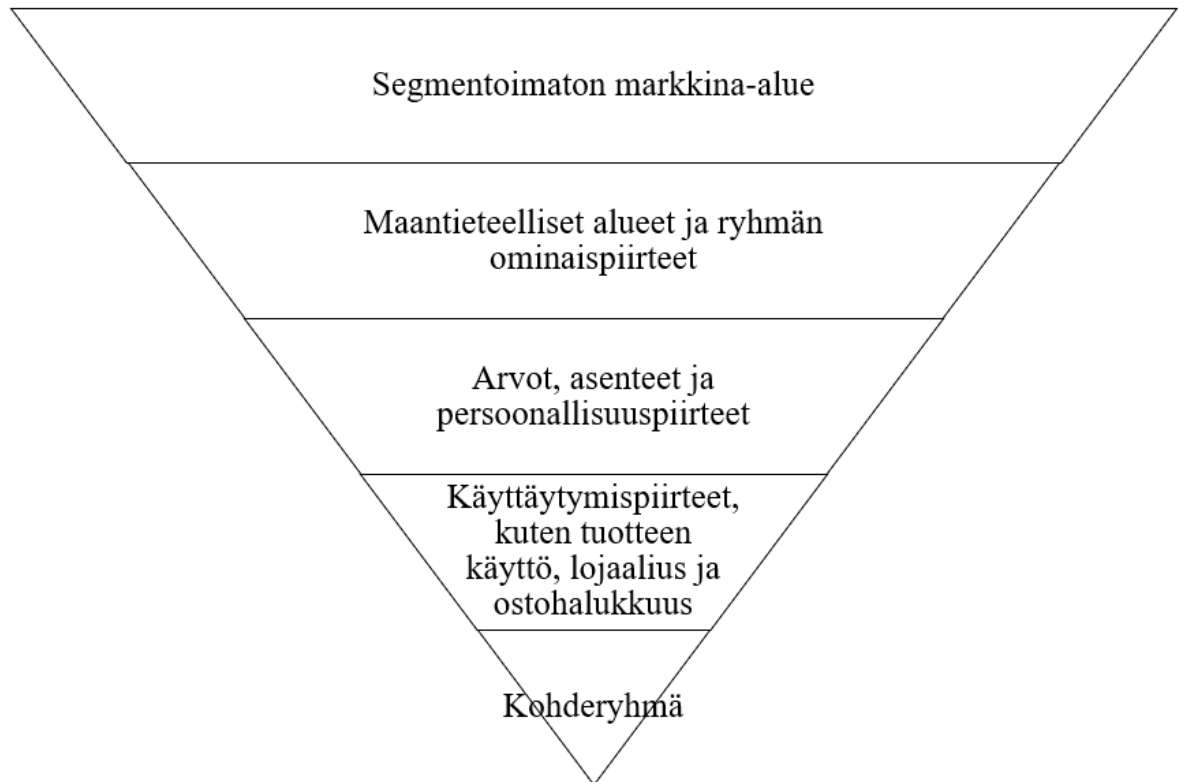 Segmentoimaton markkina-alue
Maantieteelliset alueet ja ryhmän
ominaispiirteet
Arvot, asenteet ja
persoonallisuuspiirteet
Käyttäytymispiirteet,
kuten tuotteen
käyttö, lojaalius ja
ostohalukkuus
Kohderyhmä